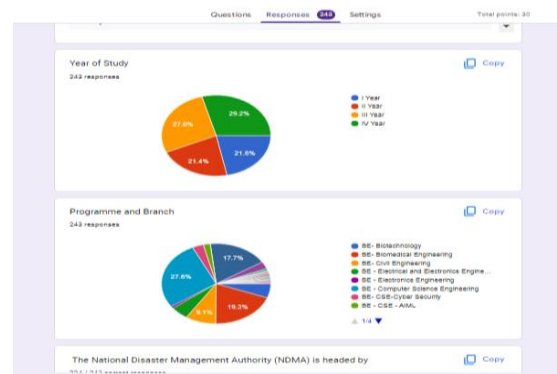 Questions Responses 243 Settings Total points: 30
Year of Study
Copy
243 responses
I Year
II Year
III Year
IV Year
29.2%
27.6%
21.4%
21.8%
Programme and Branch
Copy
243 responses
BE- Biotechnology
BE- Biomedical Engineering
BE- Civil Engineering
BE - Electrical and Electronics Engine...
BE - Electronics Engineering
BE - Computer Science Engineering
BE- CSE-Cyber Security
BE - CSE - AIML
1/4
17.7%
27.6%
9.1%
19.3%
The National Disaster Management Authority (NDMA) is headed by
Copy